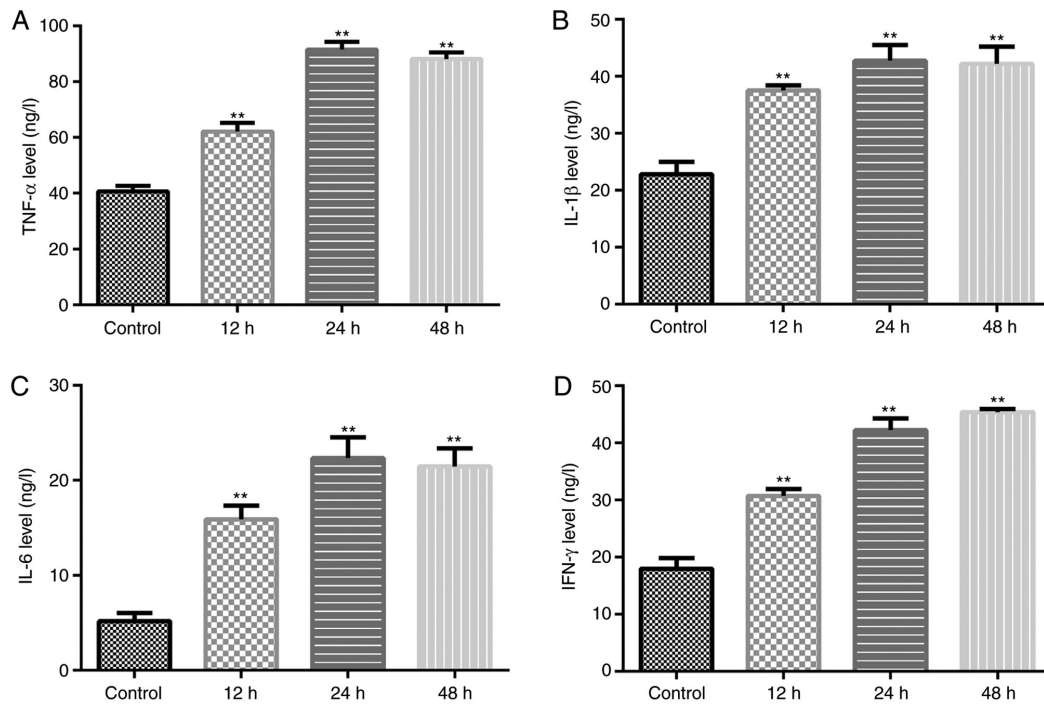 A
TNF-α level (ng/l)
100
80
60
40
20
0
**
**
**
Control 12 h 24 h 48 h
B
IL-1β level (ng/l)
50
40
30
20
10
0
**
**
**
Control 12 h 24 h 48 h
C
IL-6 level (ng/l)
30
20
10
0
**
**
**
Control 12 h 24 h 48 h
D
IFN-γ level (ng/l)
50
40
30
20
10
0
**
**
**
Control 12 h 24 h 48 h